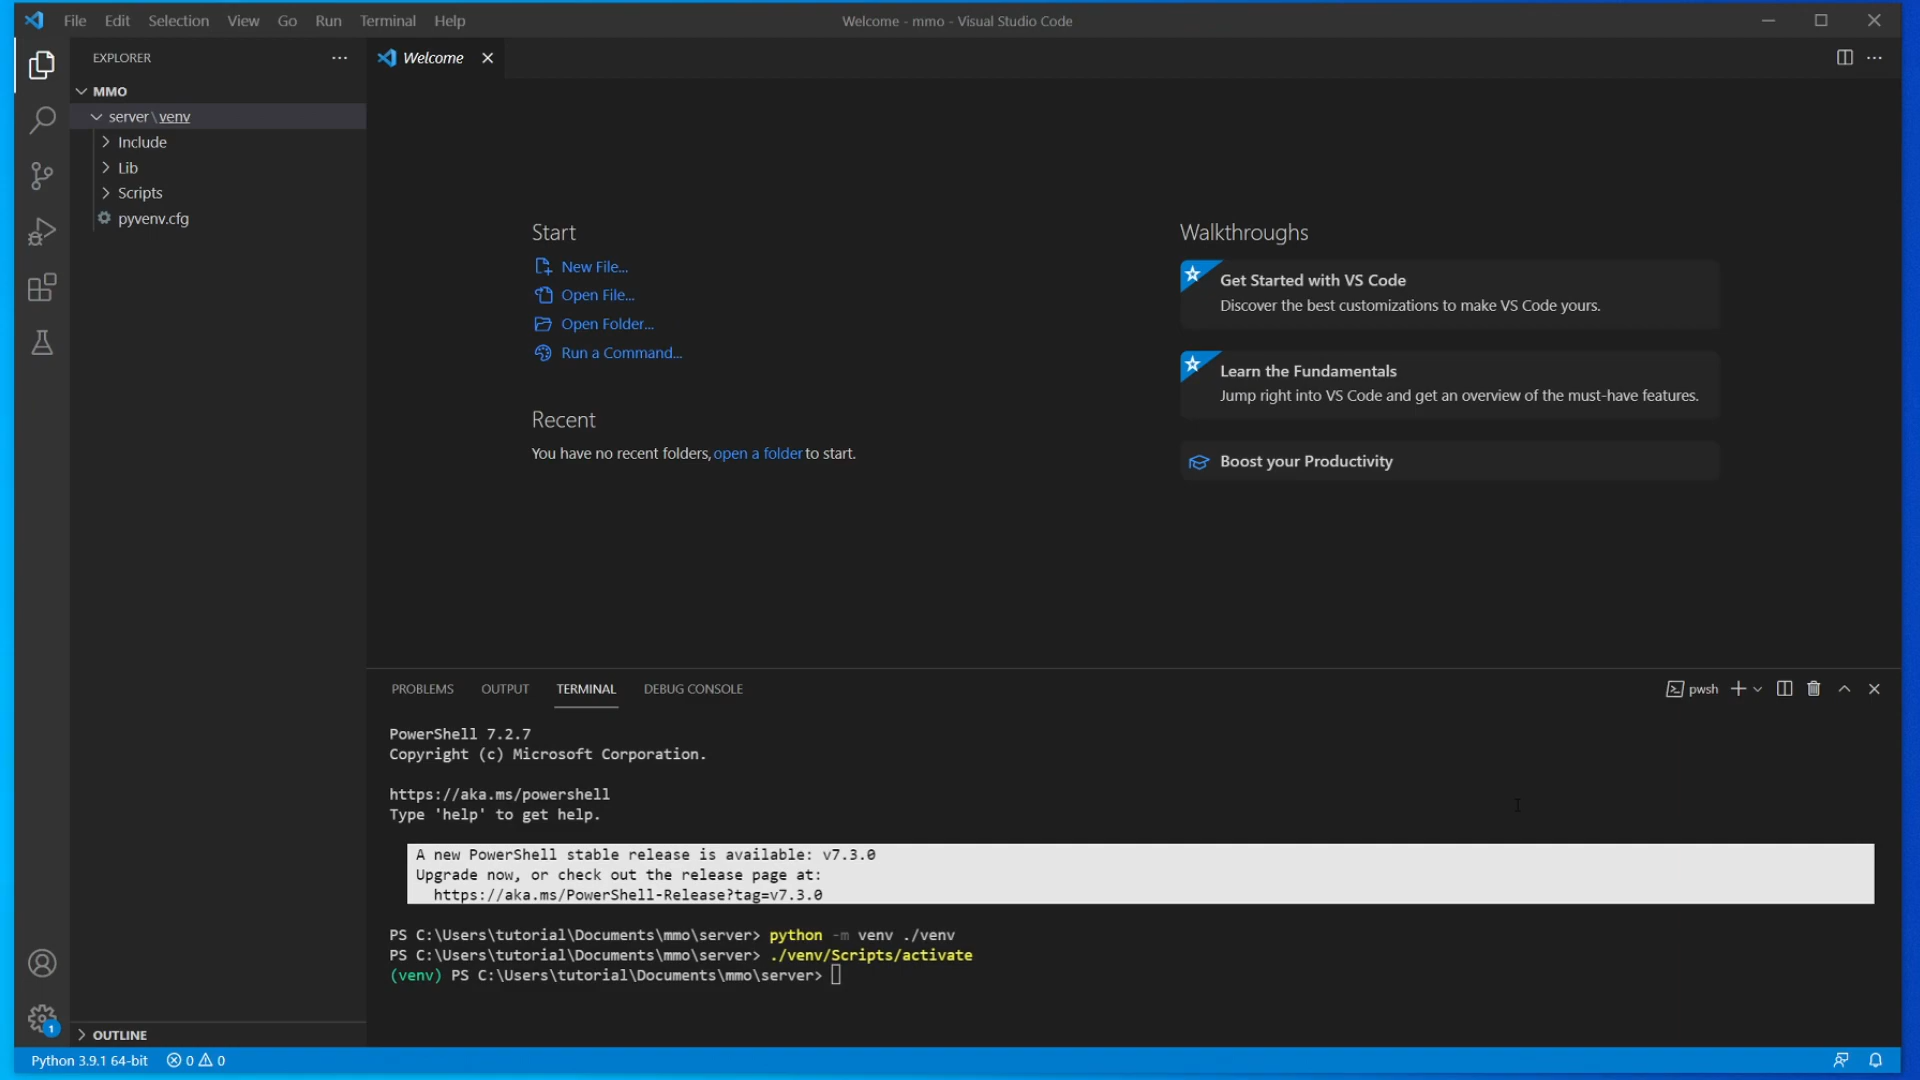 File Edit Selection View Go Run Terminal Help
Welcome - mmo - Visual Studio Code
EXPLORER
Welcome
MMO
server\venv
Include
Lib
Scripts
pyvenv.cfg
Start
New File...
Open File...
Open Folder...
Run a Command...
Recent
You have no recent folders, open a folder to start.
Walkthroughs
Get Started with VS Code
Discover the best customizations to make VS Code yours.
Learn the Fundamentals
Jump right into VS Code and get an overview of the must-have features.
Boost your Productivity
PROBLEMS OUTPUT TERMINAL DEBUG CONSOLE
pwsh
PowerShell 7.2.7
Copyright (c) Microsoft Corporation.
https://aka.ms/powershell
Type 'help' to get help.
A new PowerShell stable release is available: v7.3.0
Upgrade now, or check out the release page at:
https://aka.ms/PowerShell-Release?tag=v7.3.0
PS C:\Users\tutorial\Documents\mmo\server> python -m venv ./venv
PS C:\Users\tutorial\Documents\mmo\server> ./venv/Scripts/activate
(venv) PS C:\Users\tutorial\Documents\mmo\server>
1
OUTLINE
Python 3.9.1 64-bit 0 0